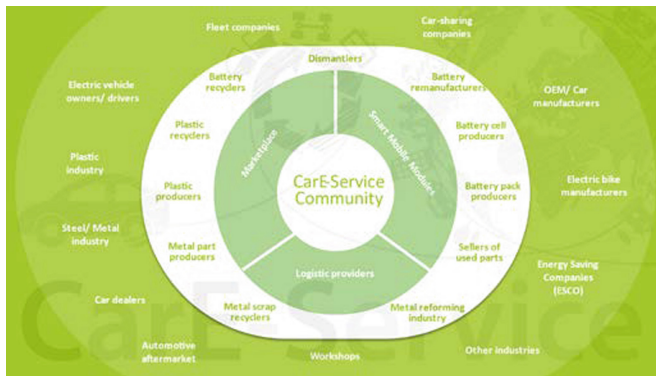 Fleet companies
Car-sharing
companies
Dismantlers
Battery
recyclers
Battery
remanufacturers
Electric vehicle
owners/ drivers
OEM/ Car
manufacturers
Plastic
recyclers
Marketplace
Smart Mobile Modules
Battery cell
producers
Plastic
industry
Plastic
producers
CarE-Service
Community
Battery pack
producers
Electric bike
manufacturers
Steel/ Metal
industry
Metal part
producers
Logistic providers
Sellers of
used parts
Energy Saving
Companies
(ESCO)
Car dealers
Metal scrap
recyclers
Metal reforming
industry
Automotive
aftermarket
Workshops
Other industries
CarE-Service